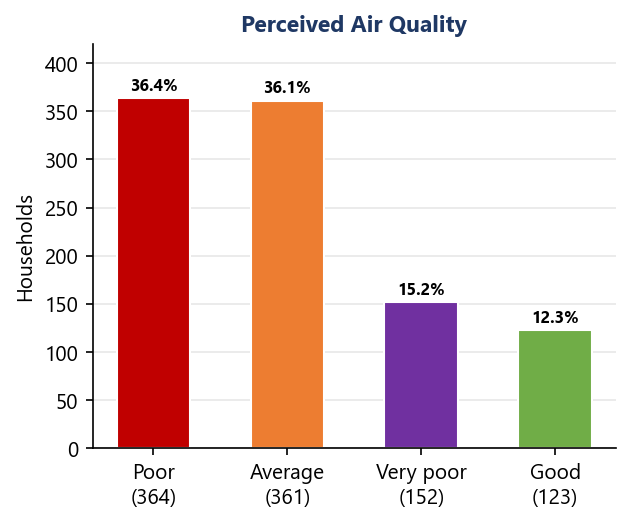 Perceived Air Quality
Households
400
350
300
250
200
150
100
50
0
36.4%
36.1%
15.2%
12.3%
Poor
(364)
Average
(361)
Very poor
(152)
Good
(123)